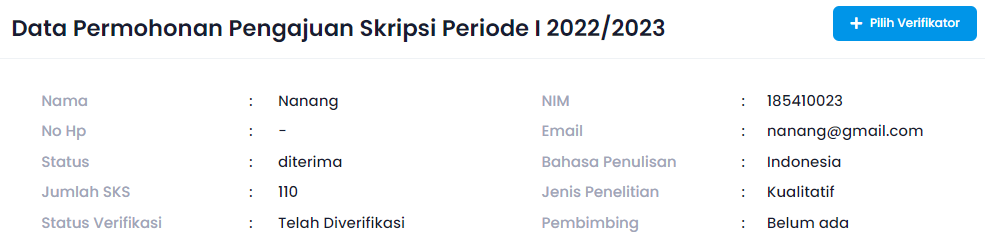 Data Permohonan Pengajuan Skripsi Periode I 2022/2023
+ Pilih Verifikator
Nama : Nanang NIM : 185410023
No Hp : - Email : nanang@gmail.com
Status : diterima Bahasa Penulisan : Indonesia
Jumlah SKS : 110 Jenis Penelitian : Kualitatif
Status Verifikasi : Telah Diverifikasi Pembimbing : Belum ada